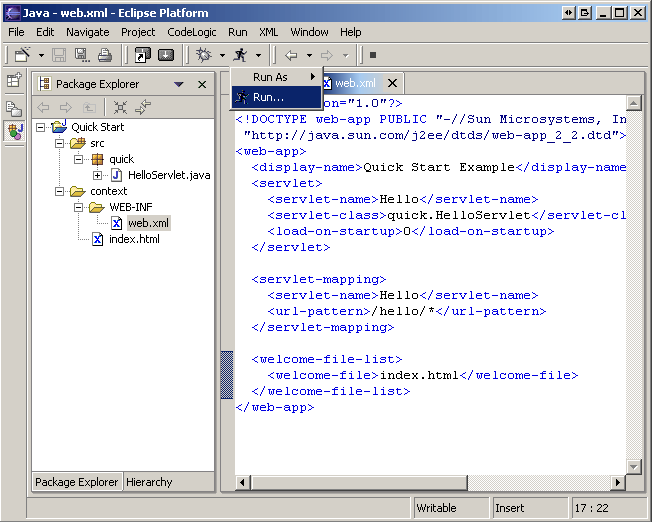 Java - web.xml - Eclipse Platform
File Edit Navigate Project CodeLogic Run XML Window Help
Package Explorer
Run As
Run...
web.xml
Quick Start
src
quick
HelloServlet.java
context
WEB-INF
web.xml
index.html
on="1.0"?>
<!DOCTYPE web-app PUBLIC "-//Sun Microsystems, In
"http://java.sun.com/j2ee/dtds/web-app_2_2.dtd">
<web-app>
<display-name>Quick Start Example</display-name
<servlet>
<servlet-name>Hello</servlet-name>
<servlet-class>quick.HelloServlet</servlet-cl
<load-on-startup>0</load-on-startup>
</servlet>
<servlet-mapping>
<servlet-name>Hello</servlet-name>
<url-pattern>/hello/*</url-pattern>
</servlet-mapping>
<welcome-file-list>
<welcome-file>index.html</welcome-file>
</welcome-file-list>
</web-app>
Package Explorer Hierarchy
Writable Insert 17 : 22